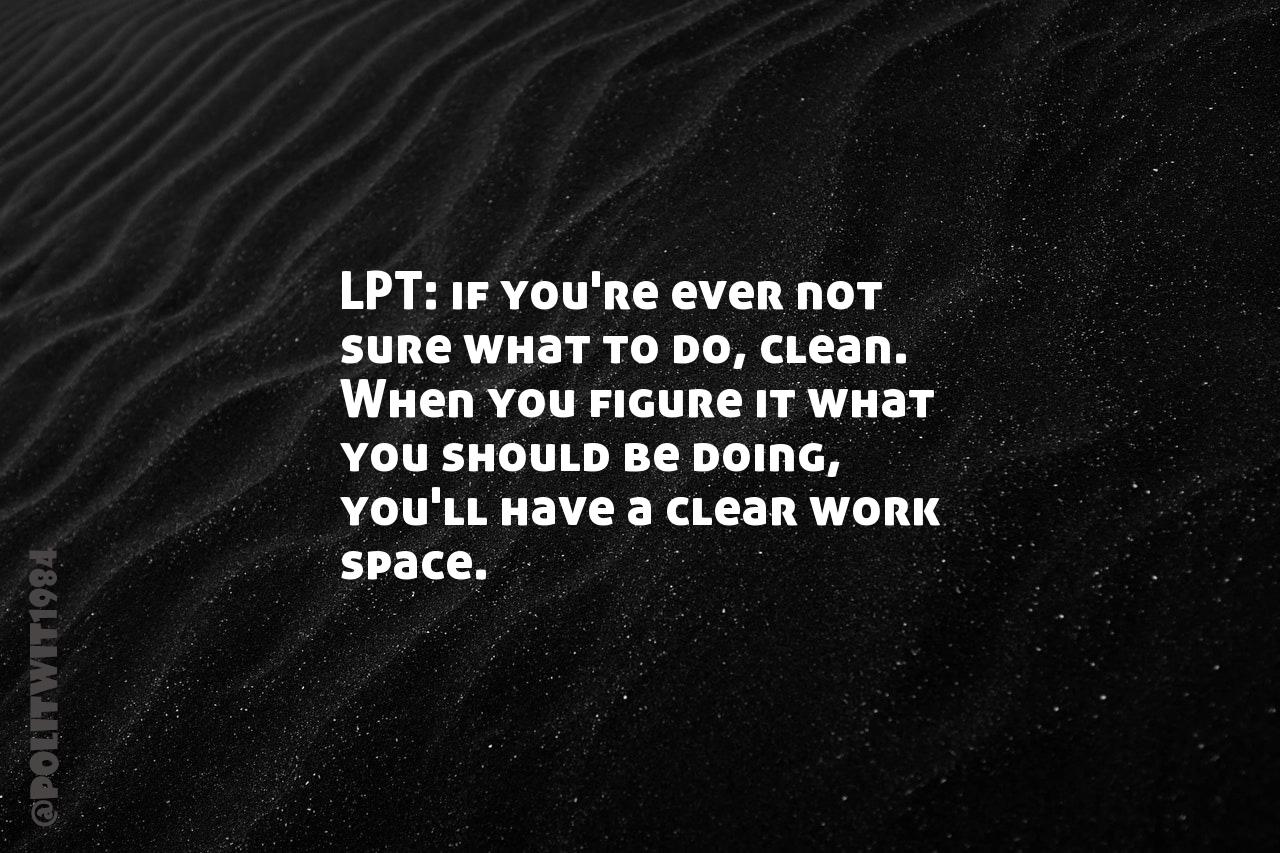 LPT: if you're ever not
sure what to do, clean.
When you figure it what
you should be doing,
you'll have a clear work
space.
@POLITWIT1984